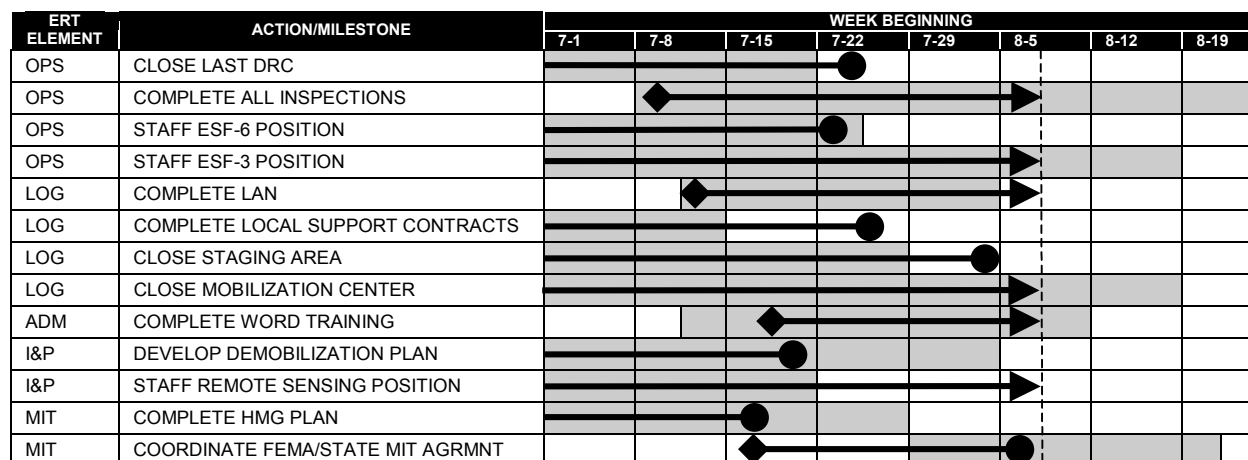 ERT ELEMENT ACTION/MILESTONE WEEK BEGINNING
7-1 7-8 7-15 7-22 7-29 8-5 8-12 8-19
OPS CLOSE LAST DRC
OPS COMPLETE ALL INSPECTIONS
OPS STAFF ESF-6 POSITION
OPS STAFF ESF-3 POSITION
LOG COMPLETE LAN
LOG COMPLETE LOCAL SUPPORT CONTRACTS
LOG CLOSE STAGING AREA
LOG CLOSE MOBILIZATION CENTER
ADM COMPLETE WORD TRAINING
I&P DEVELOP DEMOBILIZATION PLAN
I&P STAFF REMOTE SENSING POSITION
MIT COMPLETE HMG PLAN
MIT COORDINATE FEMA/STATE MIT AGRMNT